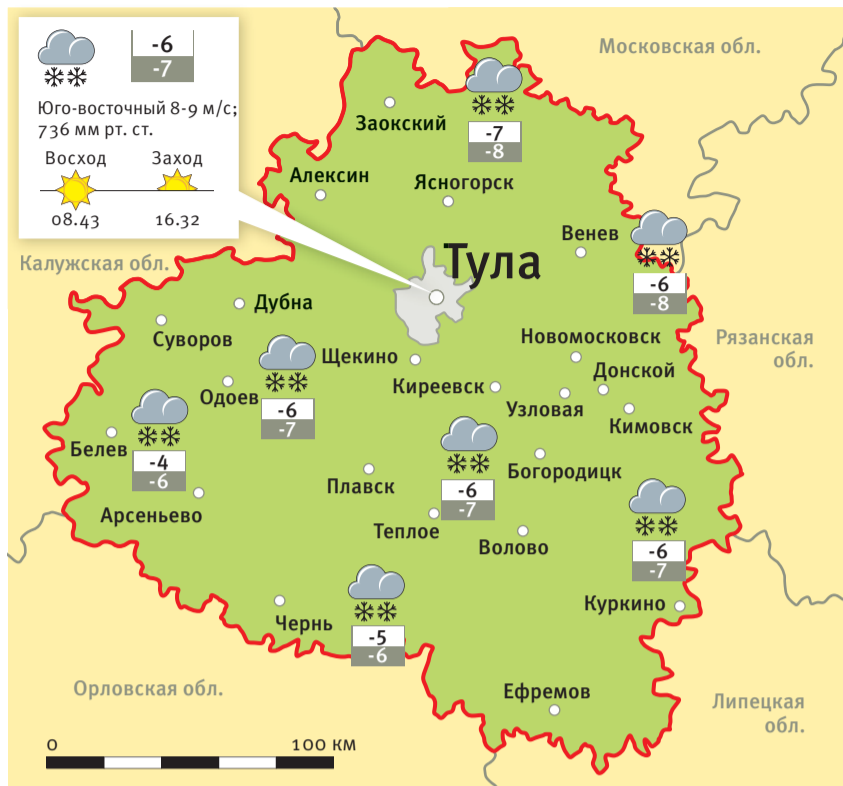 -6
-7
Юго-восточный 8-9 м/с;
736 мм рт. ст.
Восход Заход
08.43 16.32
Московская обл.
Заокский
-7
-8
Алексин
Ясногорск
Венев
Тула
Калужская обл.
-6
-8
Дубна
Суворов
Новомосковск
Рязанская
обл.
Щекино
Донской
Киреевск
Одоев
Узловая
-6
-7
Кимовск
Белев
-4
-6
Богородицк
Плавск
-6
-7
Арсеньево
Теплое
Волово
-6
-7
Куркино
Чернь
-5
-6
Орловская обл.
Ефремов
Липецкая
обл.
0 100 км